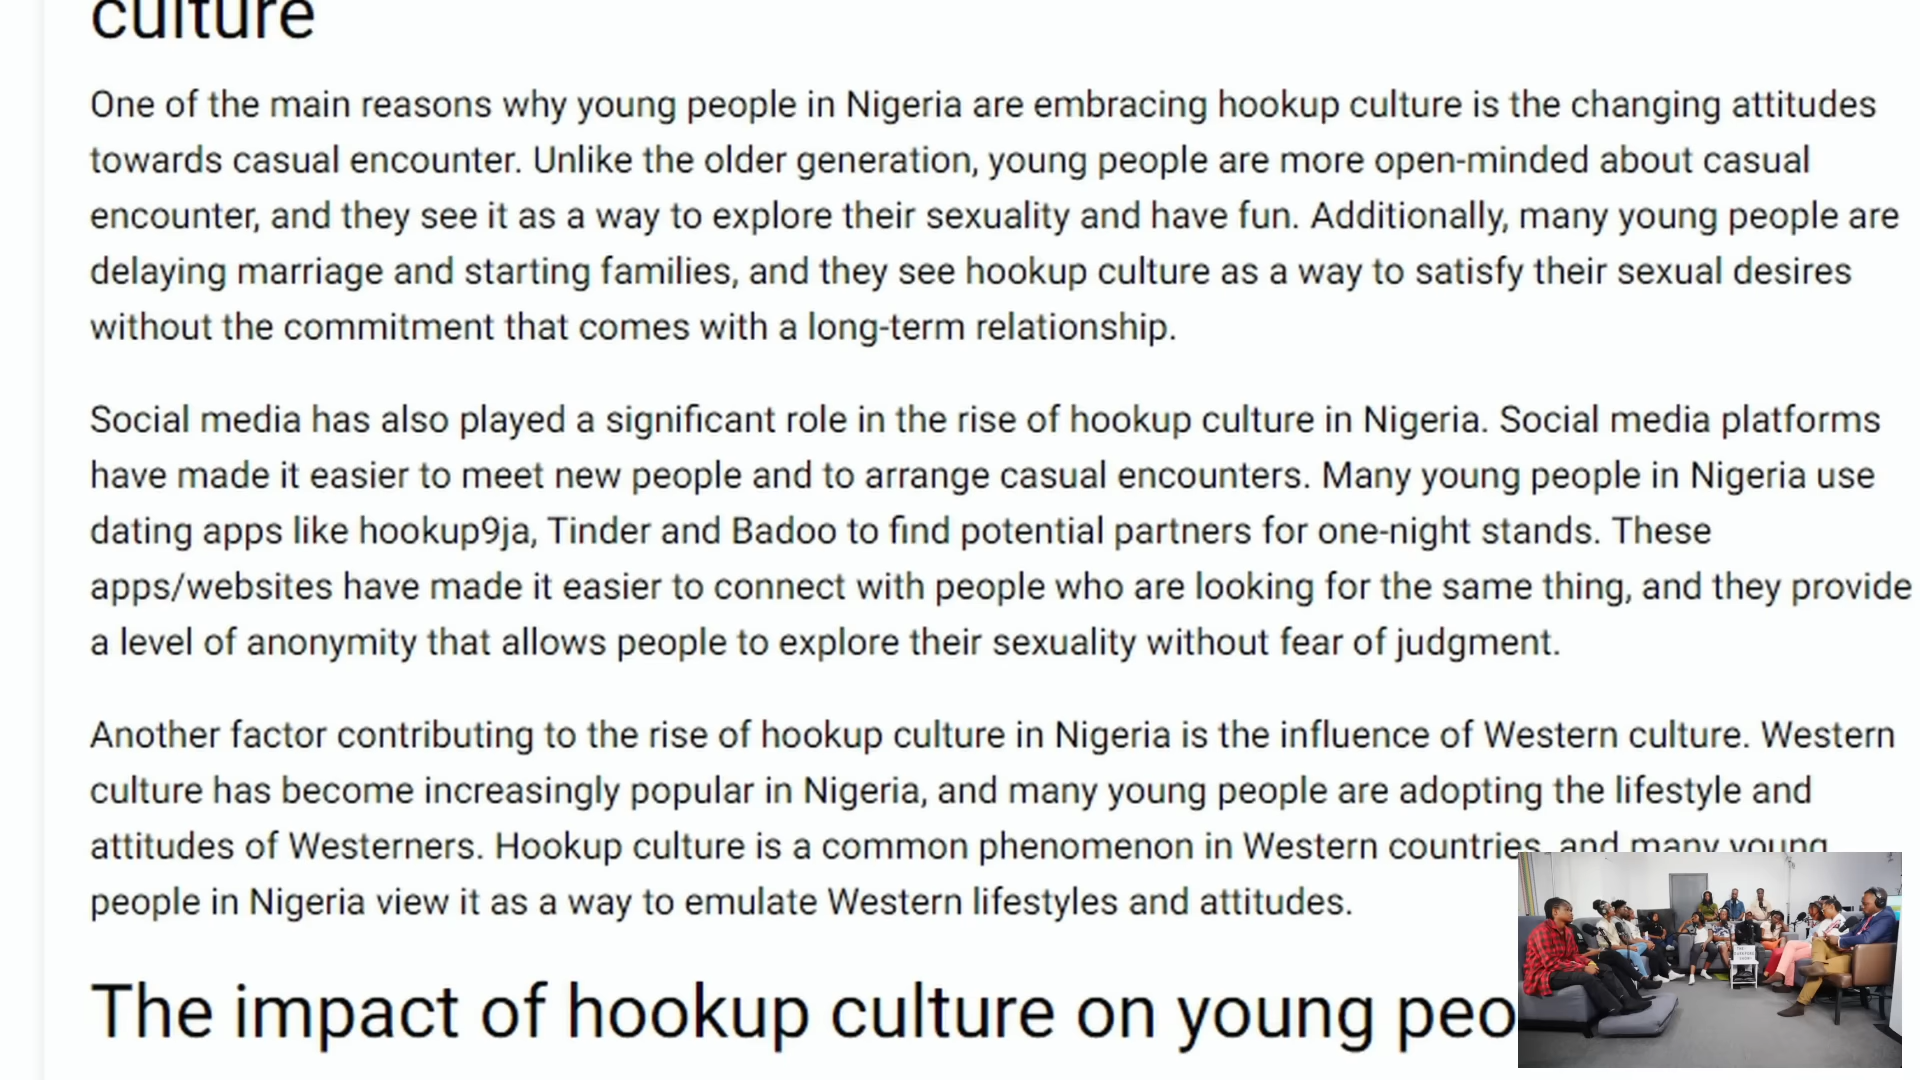 culture
One of the main reasons why young people in Nigeria are embracing hookup culture is the changing attitudes
towards casual encounter. Unlike the older generation, young people are more open-minded about casual
encounter, and they see it as a way to explore their sexuality and have fun. Additionally, many young people are
delaying marriage and starting families, and they see hookup culture as a way to satisfy their sexual desires
without the commitment that comes with a long-term relationship.
Social media has also played a significant role in the rise of hookup culture in Nigeria. Social media platforms
have made it easier to meet new people and to arrange casual encounters. Many young people in Nigeria use
dating apps like hookup9ja, Tinder and Badoo to find potential partners for one-night stands. These
apps/websites have made it easier to connect with people who are looking for the same thing, and they provide
a level of anonymity that allows people to explore their sexuality without fear of judgment.
Another factor contributing to the rise of hookup culture in Nigeria is the influence of Western culture. Western
culture has become increasingly popular in Nigeria, and many young people are adopting the lifestyle and
attitudes of Westerners. Hookup culture is a common phenomenon in Western countries, and many young
people in Nigeria view it as a way to emulate Western lifestyles and attitudes.
The impact of hookup culture on young peo